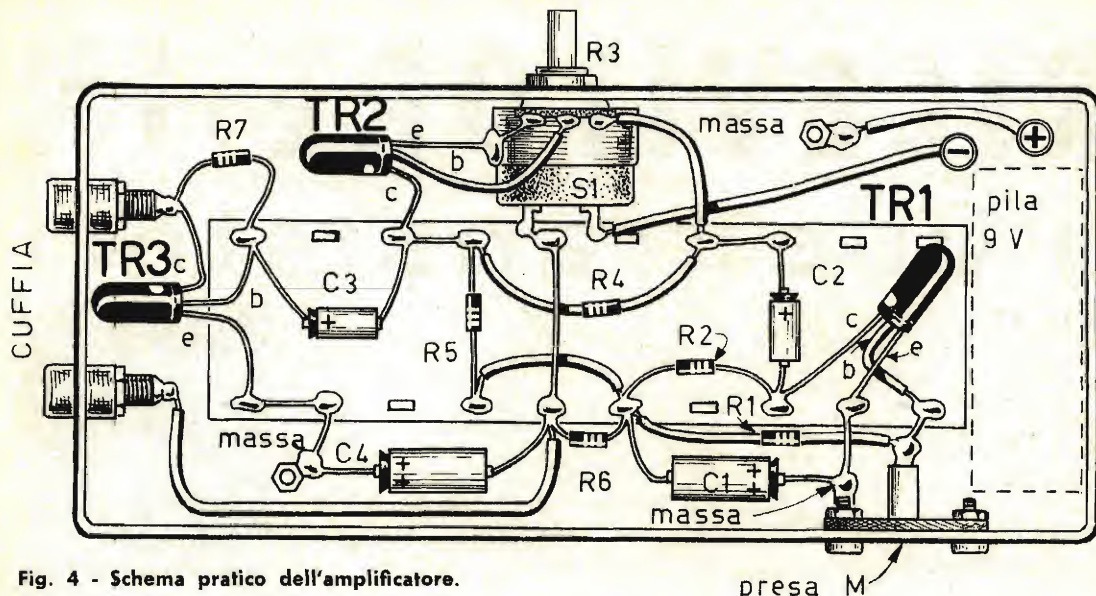 R3
TR2
e
massa
+
R7
b
−
S1
c
TR1
pila
9 V
CUFFIA
TR3
c
C3
R4
C2
b
+
+
c
e
R5
R2
e
b
R1
massa
C4
+
+
R6
+
+
C1
massa
Fig. 4 - Schema pratico dell'amplificatore.
presa M